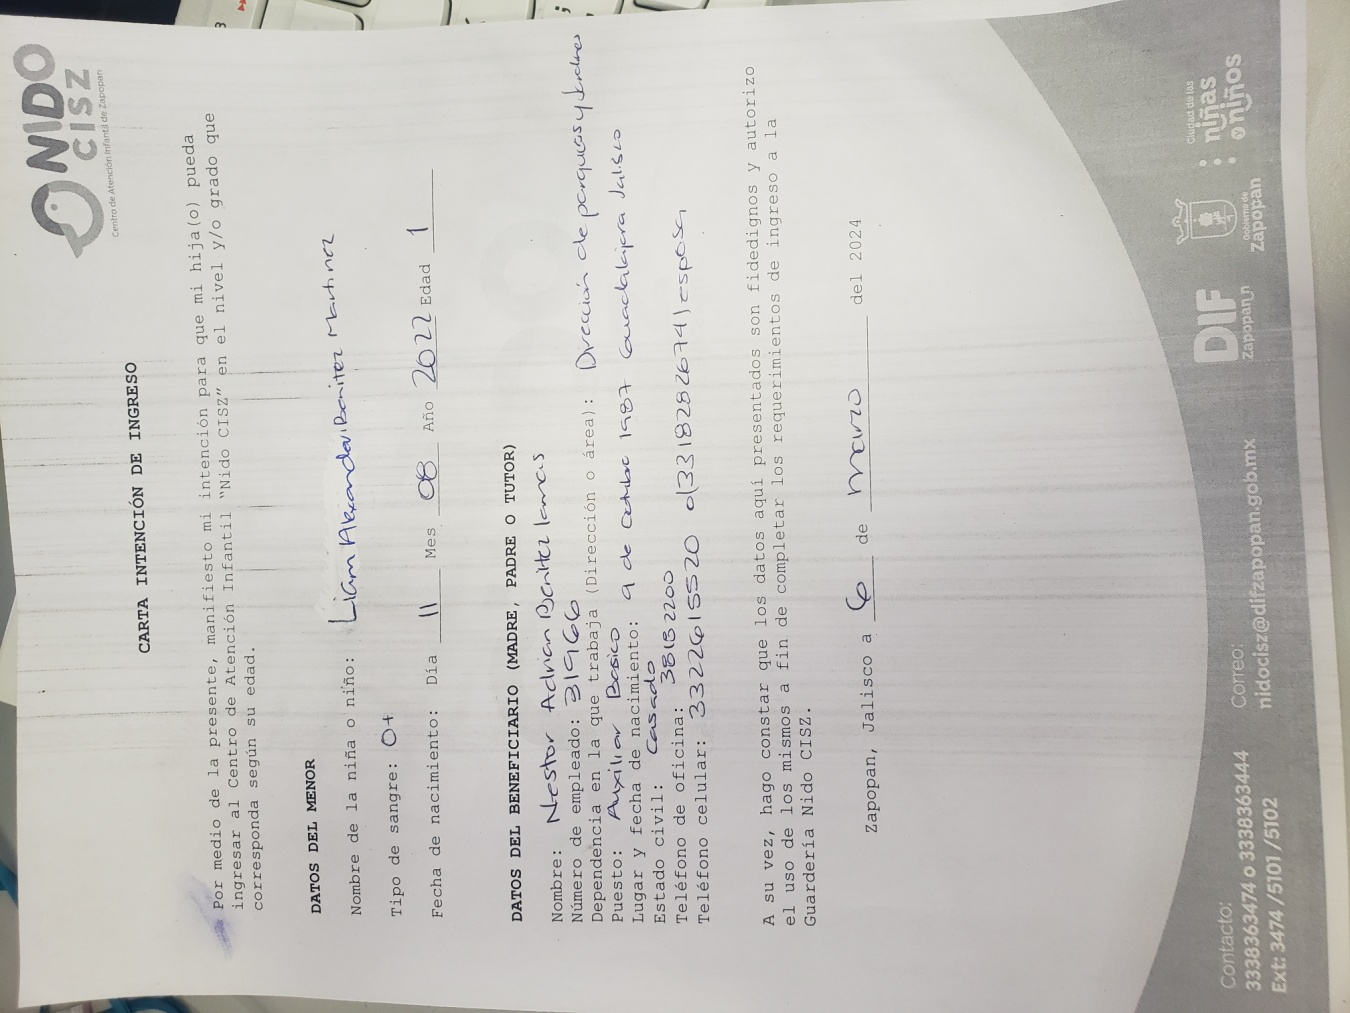 NIDO
CISZ
Centro de Atención Infantil de Zapopan
CARTA INTENCIÓN DE INGRESO
Por medio de la presente, manifiesto mi intención para que mi hija(o) pueda
ingresar al Centro de Atención Infantil "Nido CISZ" en el nivel y/o grado que
corresponda según su edad.
DATOS DEL MENOR
Nombre de la niña o niño: Liam Alexander Benitez Martinez
Tipo de sangre: O+
Fecha de nacimiento: Día 11 Mes 08 Año 2022 Edad 1
DATOS DEL BENEFICIARIO (MADRE, PADRE O TUTOR)
Nombre: Nestor Adrian Benitez lamas
Número de empleado: 31966
Dependencia en la que trabaja (Dirección o área): Dirección de parques y Jardines
Puesto: Auxiliar Basico
Lugar y fecha de nacimiento: 9 de octubre 1987 Guadalajara Jalisco
Estado civil: Casado
Teléfono de oficina: 38182200
Teléfono celular: 3322615520 o(3318282674) esposa
A su vez, hago constar que los datos aquí presentados son fidedignos y autorizo
el uso de los mismos a fin de completar los requerimientos de ingreso a la
Guardería Nido CISZ.
Zapopan, Jalisco a 6 de marzo del 2024
Contacto:
3338363474 o 3338363444
Ext: 3474 /5101 /5102
Correo:
nidocisz@difzapopan.gob.mx
DIF
Zapopan
Gobierno de
Zapopan
Ciudad de las
niñas
y niños